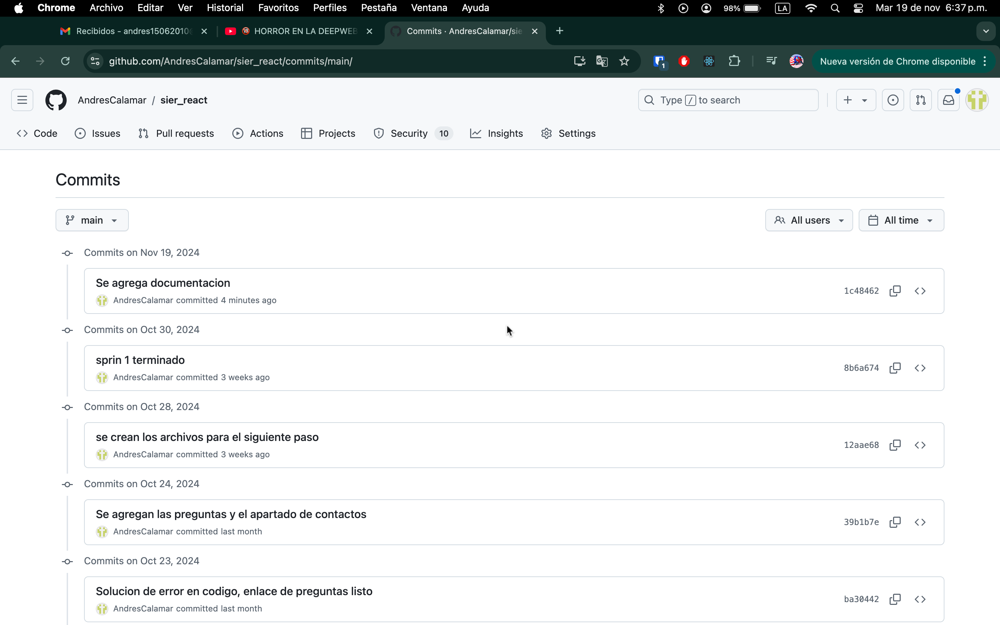 Chrome Archivo Editar Ver Historial Favoritos Perfiles Pestaña Ventana Ayuda 98% LA Mar 19 de nov 6:37 p.m.
Recibidos - andres15062010 HORROR EN LA DEEPWEB Commits · AndresCalamar/sie
github.com/AndresCalamar/sier_react/commits/main/ 1 Nueva versión de Chrome disponible
AndresCalamar / sier_react Type / to search
Code Issues Pull requests Actions Projects Security 10 Insights Settings
Commits
main All users All time
Commits on Nov 19, 2024
Se agrega documentacion
AndresCalamar committed 4 minutes ago
1c48462
Commits on Oct 30, 2024
sprin 1 terminado
AndresCalamar committed 3 weeks ago
8b6a674
Commits on Oct 28, 2024
se crean los archivos para el siguiente paso
AndresCalamar committed 3 weeks ago
12aae68
Commits on Oct 24, 2024
Se agregan las preguntas y el apartado de contactos
AndresCalamar committed last month
39b1b7e
Commits on Oct 23, 2024
Solucion de error en codigo, enlace de preguntas listo
AndresCalamar committed last month
ba30442